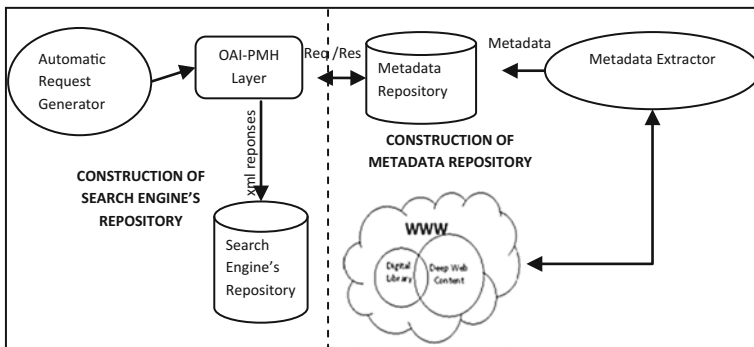 Automatic
Request
Generator
OAI-PMH
Layer
Req /Res
Metadata
Repository
Metadata
Metadata Extractor
xml reponses
CONSTRUCTION OF
SEARCH ENGINE'S
REPOSITORY
CONSTRUCTION OF
METADATA REPOSITORY
Search
Engine's
Repository
WWW
Digital
Library
Deep Web
Content